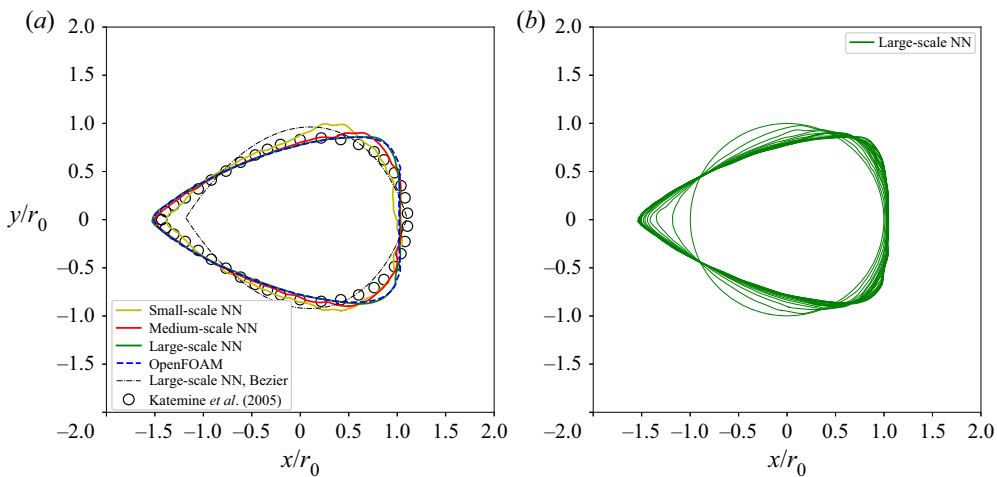 (a)
2.0
1.5
1.0
0.5
y/r0
0
–0.5
–1.0
–1.5
–2.0
–1.5
–1.0
–0.5
0
0.5
1.0
1.5
2.0
x/r0
Small-scale NN
Medium-scale NN
Large-scale NN
OpenFOAM
Large-scale NN, Bezier
Katemine et al. (2005)
(b)
Large-scale NN
2.0
1.5
1.0
0.5
0
–0.5
–1.0
–1.5
–2.0
–1.5
–1.0
–0.5
0
0.5
1.0
1.5
2.0
x/r0